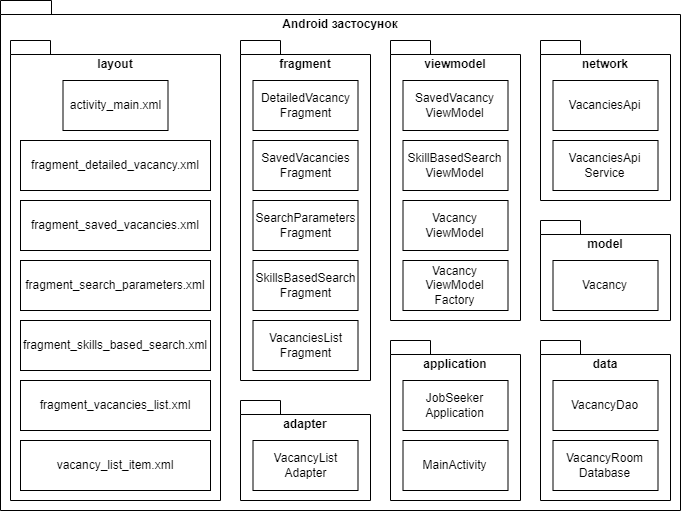 Android застосунок
layout
activity_main.xml
fragment_detailed_vacancy.xml
fragment_saved_vacancies.xml
fragment_search_parameters.xml
fragment_skills_based_search.xml
fragment_vacancies_list.xml
vacancy_list_item.xml
fragment
DetailedVacancy
Fragment
SavedVacancies
Fragment
SearchParameters
Fragment
SkillsBasedSearch
Fragment
VacanciesList
Fragment
adapter
VacancyList
Adapter
viewmodel
SavedVacancy
ViewModel
SkillBasedSearch
ViewModel
Vacancy
ViewModel
Vacancy
ViewModel
Factory
application
JobSeeker
Application
MainActivity
network
VacanciesApi
VacanciesApi
Service
model
Vacancy
data
VacancyDao
VacancyRoom
Database